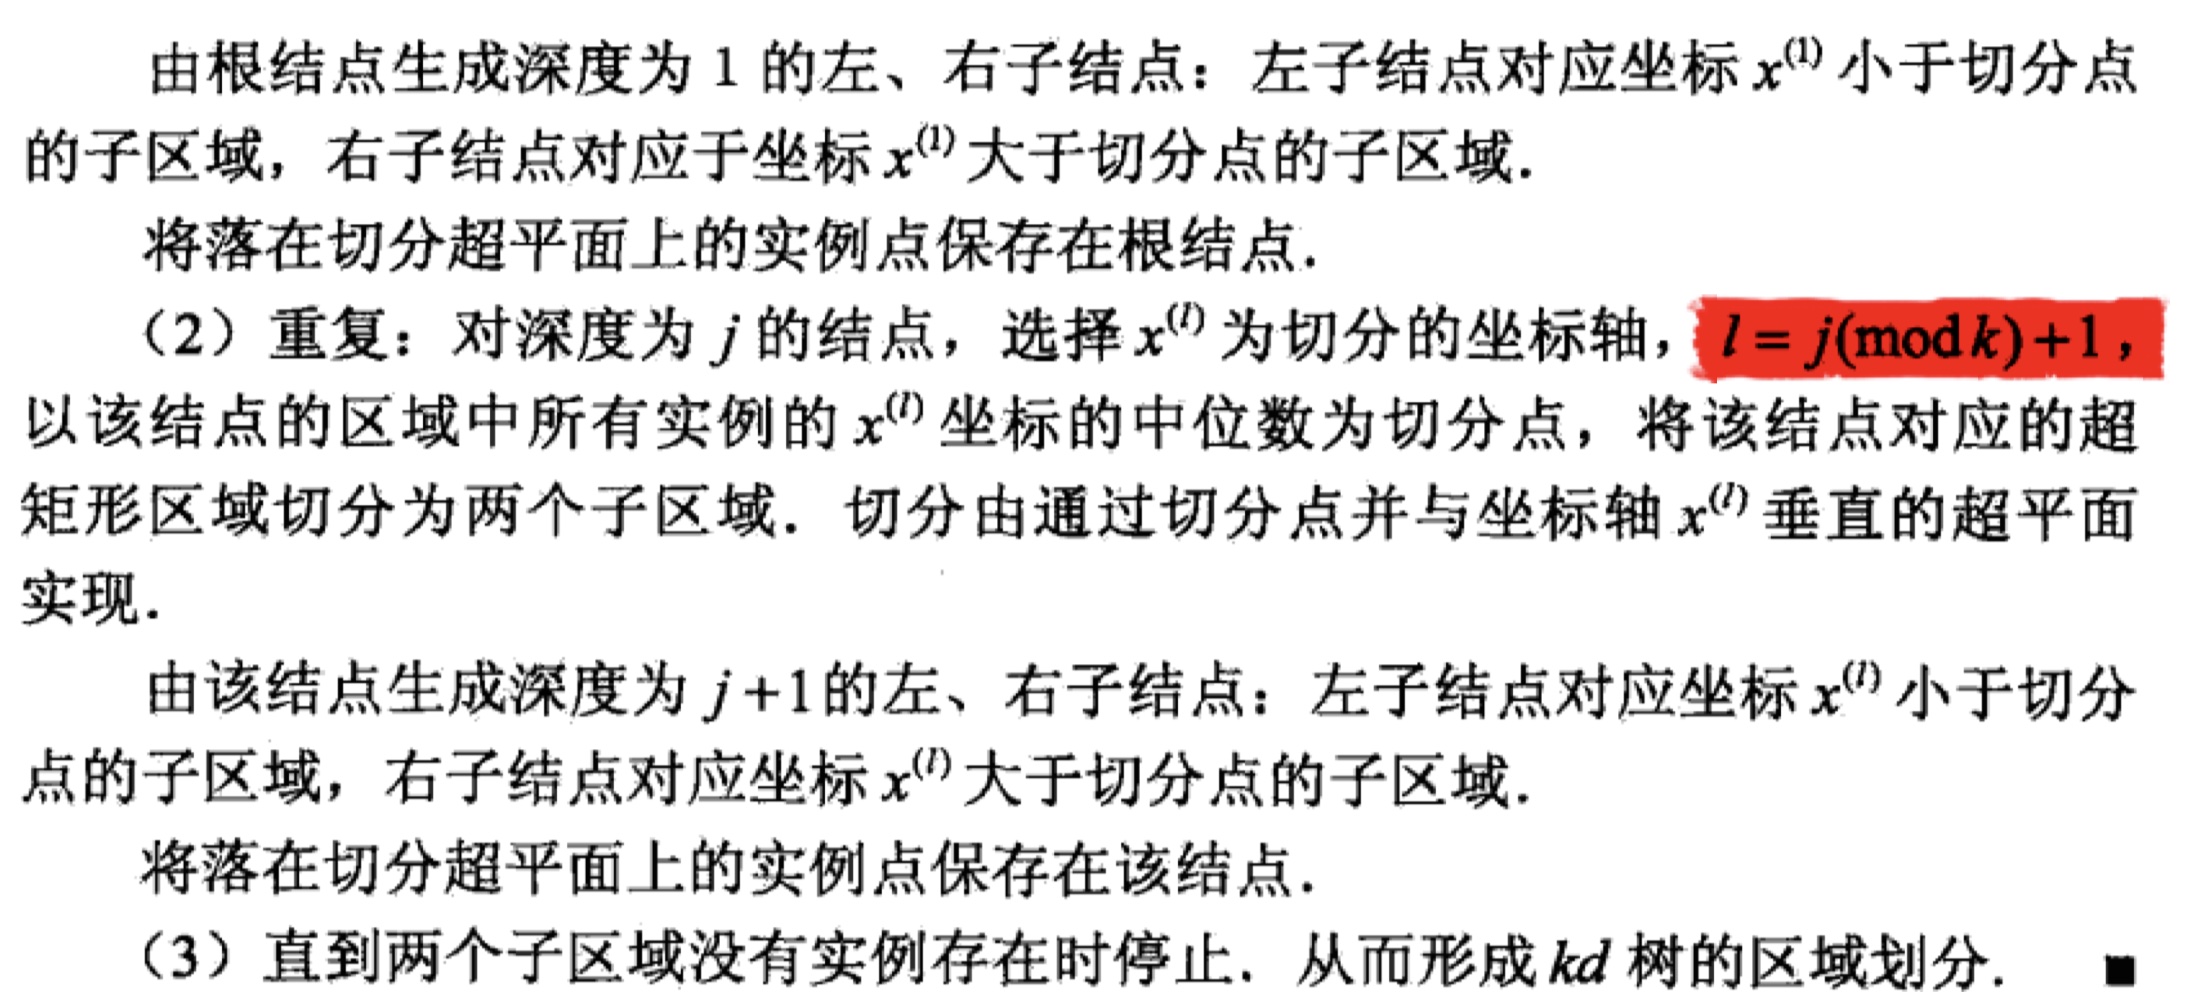 由根结点生成深度为 1 的左、右子结点：左子结点对应坐标 x⁽¹⁾ 小于切分点
的子区域，右子结点对应于坐标 x⁽¹⁾ 大于切分点的子区域．
将落在切分超平面上的实例点保存在根结点．
（2）重复：对深度为 j 的结点，选择 x⁽ˡ⁾ 为切分的坐标轴，l = j(mod k)+1，
以该结点的区域中所有实例的 x⁽ˡ⁾ 坐标的中位数为切分点，将该结点对应的超
矩形区域切分为两个子区域．切分由通过切分点并与坐标轴 x⁽ˡ⁾ 垂直的超平面
实现．
由该结点生成深度为 j+1的左、右子结点：左子结点对应坐标 x⁽ˡ⁾ 小于切分
点的子区域，右子结点对应坐标 x⁽ˡ⁾ 大于切分点的子区域．
将落在切分超平面上的实例点保存在该结点．
（3）直到两个子区域没有实例存在时停止．从而形成 kd 树的区域划分． ■